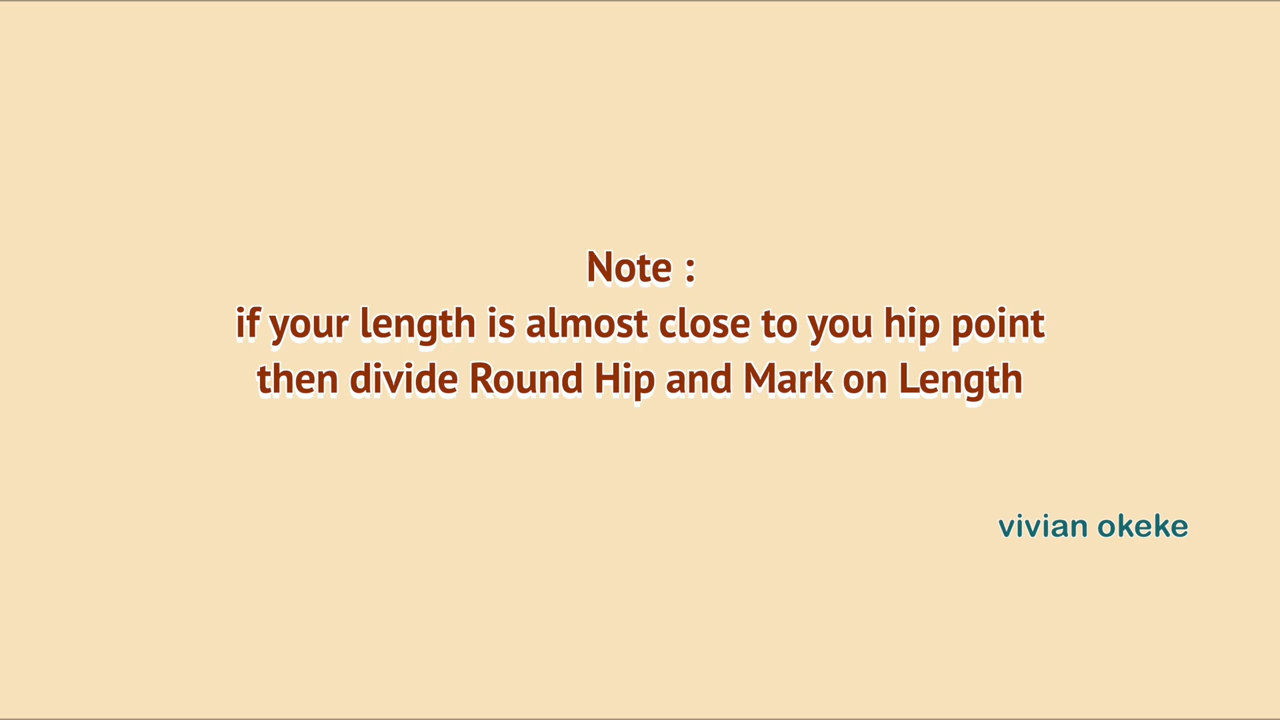 Note :
if your length is almost close to you hip point
then divide Round Hip and Mark on Length
vivian okeke